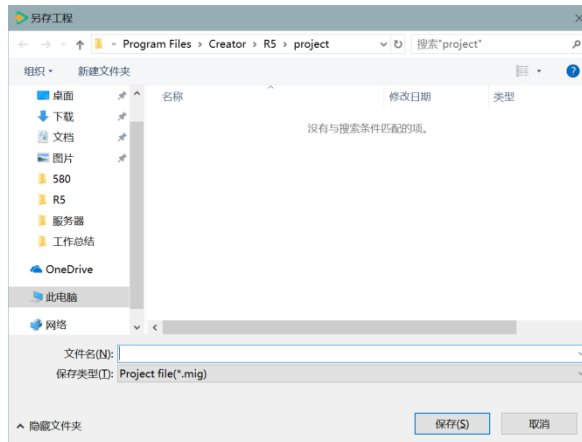 另存工程
« Program Files › Creator › R5 › project
搜索"project"
组织
新建文件夹
名称
修改日期
类型
没有与搜索条件匹配的项。
桌面
下载
文档
图片
580
R5
服务器
工作总结
OneDrive
此电脑
网络
文件名(N):
保存类型(T): Project file(*.mig)
隐藏文件夹
保存(S)
取消